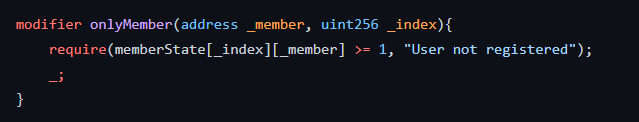 modifier onlyMember(address _member, uint256 _index){
    require(memberState[_index][_member] >= 1, "User not registered");
    _;
}